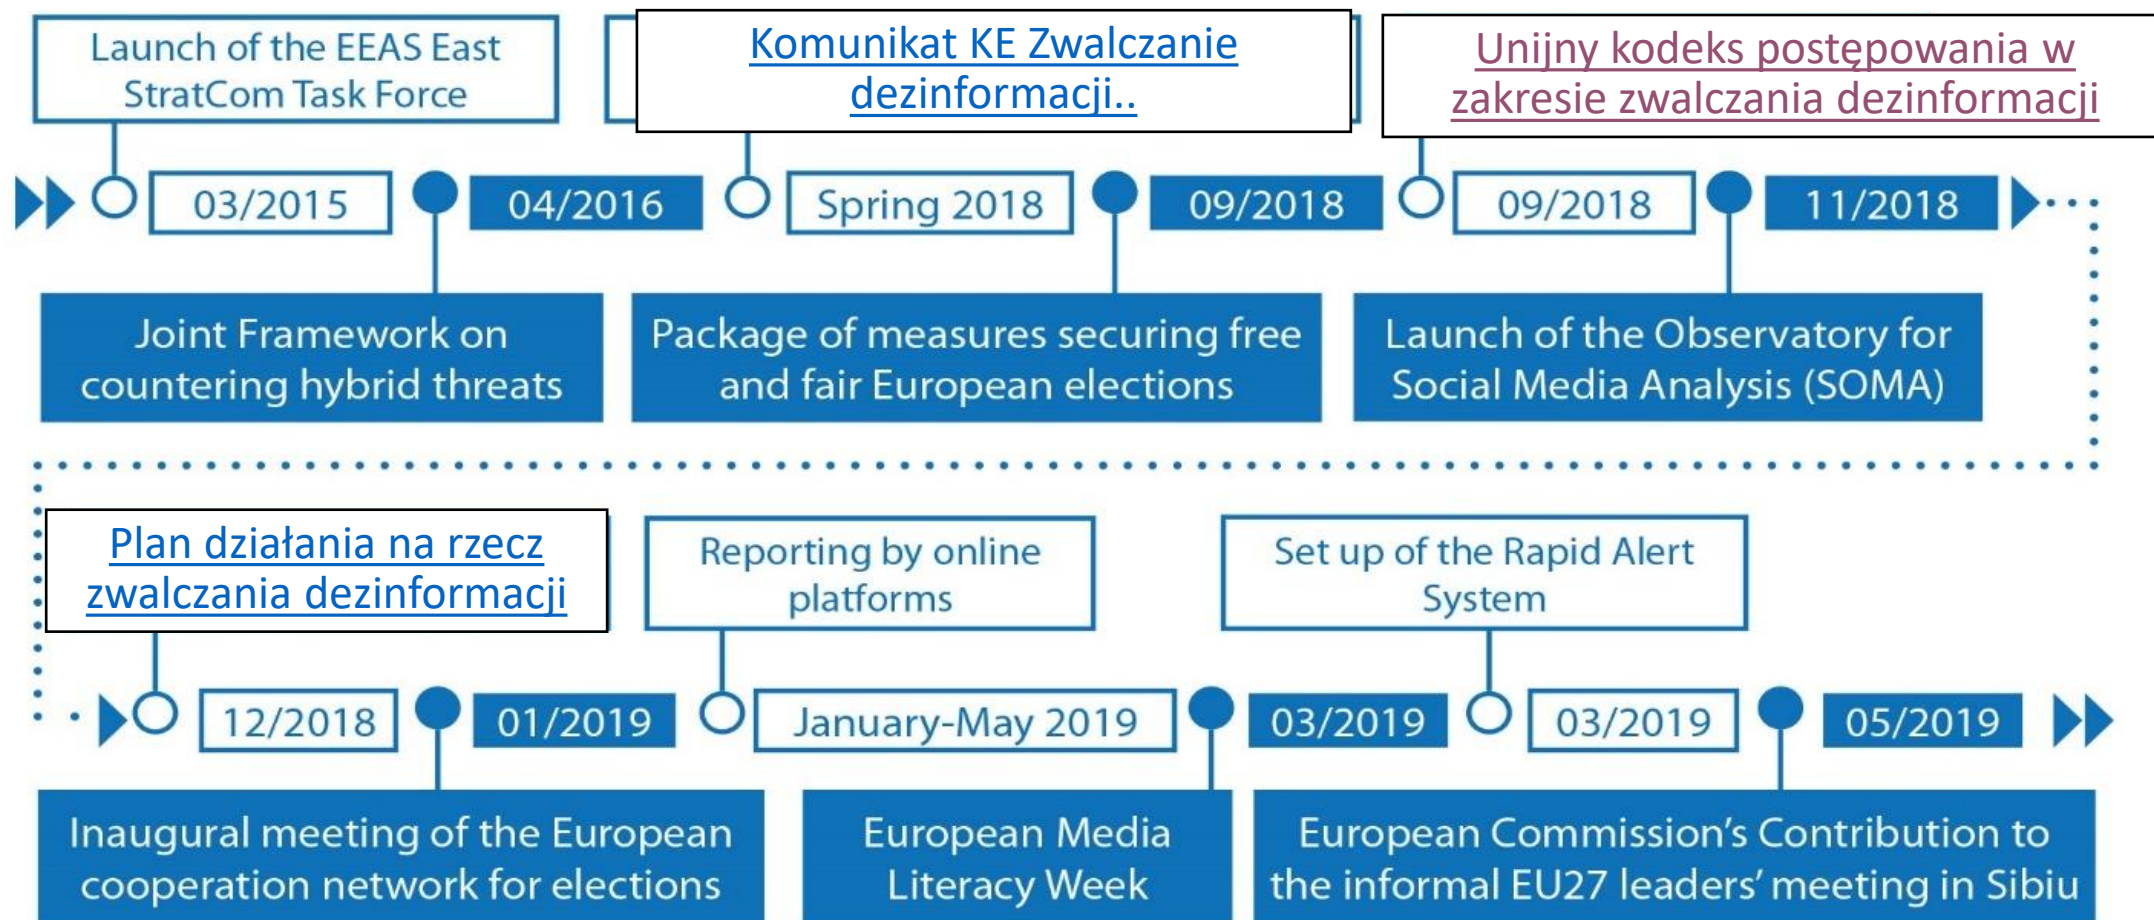 Launch of the EEAS East
StratCom Task Force
Komunikat KE Zwalczanie
dezinformacji..
Unijny kodeks postępowania w
zakresie zwalczania dezinformacji
03/2015
04/2016
Spring 2018
09/2018
09/2018
11/2018
Joint Framework on
countering hybrid threats
Package of measures securing free
and fair European elections
Launch of the Observatory for
Social Media Analysis (SOMA)
Plan działania na rzecz
zwalczania dezinformacji
Reporting by online
platforms
Set up of the Rapid Alert
System
12/2018
01/2019
January-May 2019
03/2019
03/2019
05/2019
Inaugural meeting of the European
cooperation network for elections
European Media
Literacy Week
European Commission’s Contribution to
the informal EU27 leaders’ meeting in Sibiu